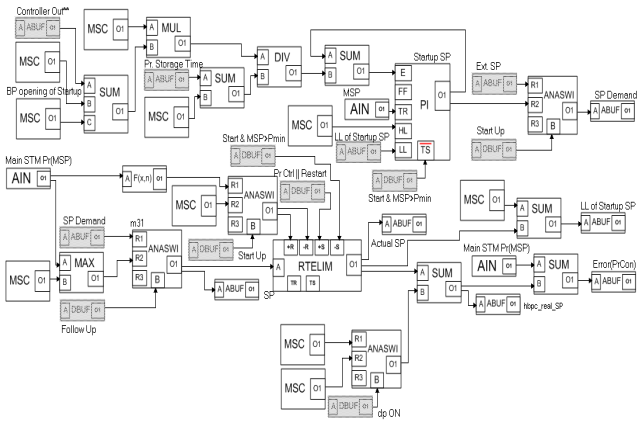 Controller Out**
A ABUF O1
MSC O1
A MUL O1
B
MSC O1
BP opening of Startup
MSC O1
A SUM O1
B
C
Pr. Storage Time
A ABUF O1
MSC O1
A SUM O1
B
A DIV O1
B
A SUM O1
B
Startup SP
E O1
FF
PI
TR
HL
LL
TS
MSP
AIN O1
MSC O1
LL of Startup SP
A ABUF O1
Start & MSP>Pmin
Ext. SP
A ABUF O1
R1 ANASWI
R2 O1
R3 B
SP Demand
A ABUF O1
Start Up
A DBUF O1
Start & MSP>Pmin
A DBUF O1
Main STM Pr(MSP)
AIN O1
A F(x,n) O1
MSC O1
R1 ANASWI
R2 O1
R3 B
Pr Ctrl || Restart
A DBUF O1
A DBUF O1
Start Up
SP Demand
A ABUF O1
m31
R1 ANASWI
R2 O1
R3 B
MSC O1
A MAX O1
B
A DBUF O1
Follow Up
A ABUF O1
SP
+R -R +S -S
A RTELIM O1
TR TS
A ABUF O1
Actual SP
MSC O1
A SUM O1
B
LL of Startup SP
A ABUF O1
A SUM O1
B
Main STM Pr(MSP)
AIN O1
A SUM O1
B
Error(PrCon)
A ABUF O1
A ABUF O1
hbpc_real_SP
MSC O1
MSC O1
R1 ANASWI
R2 O1
R3 B
A DBUF O1
dp ON